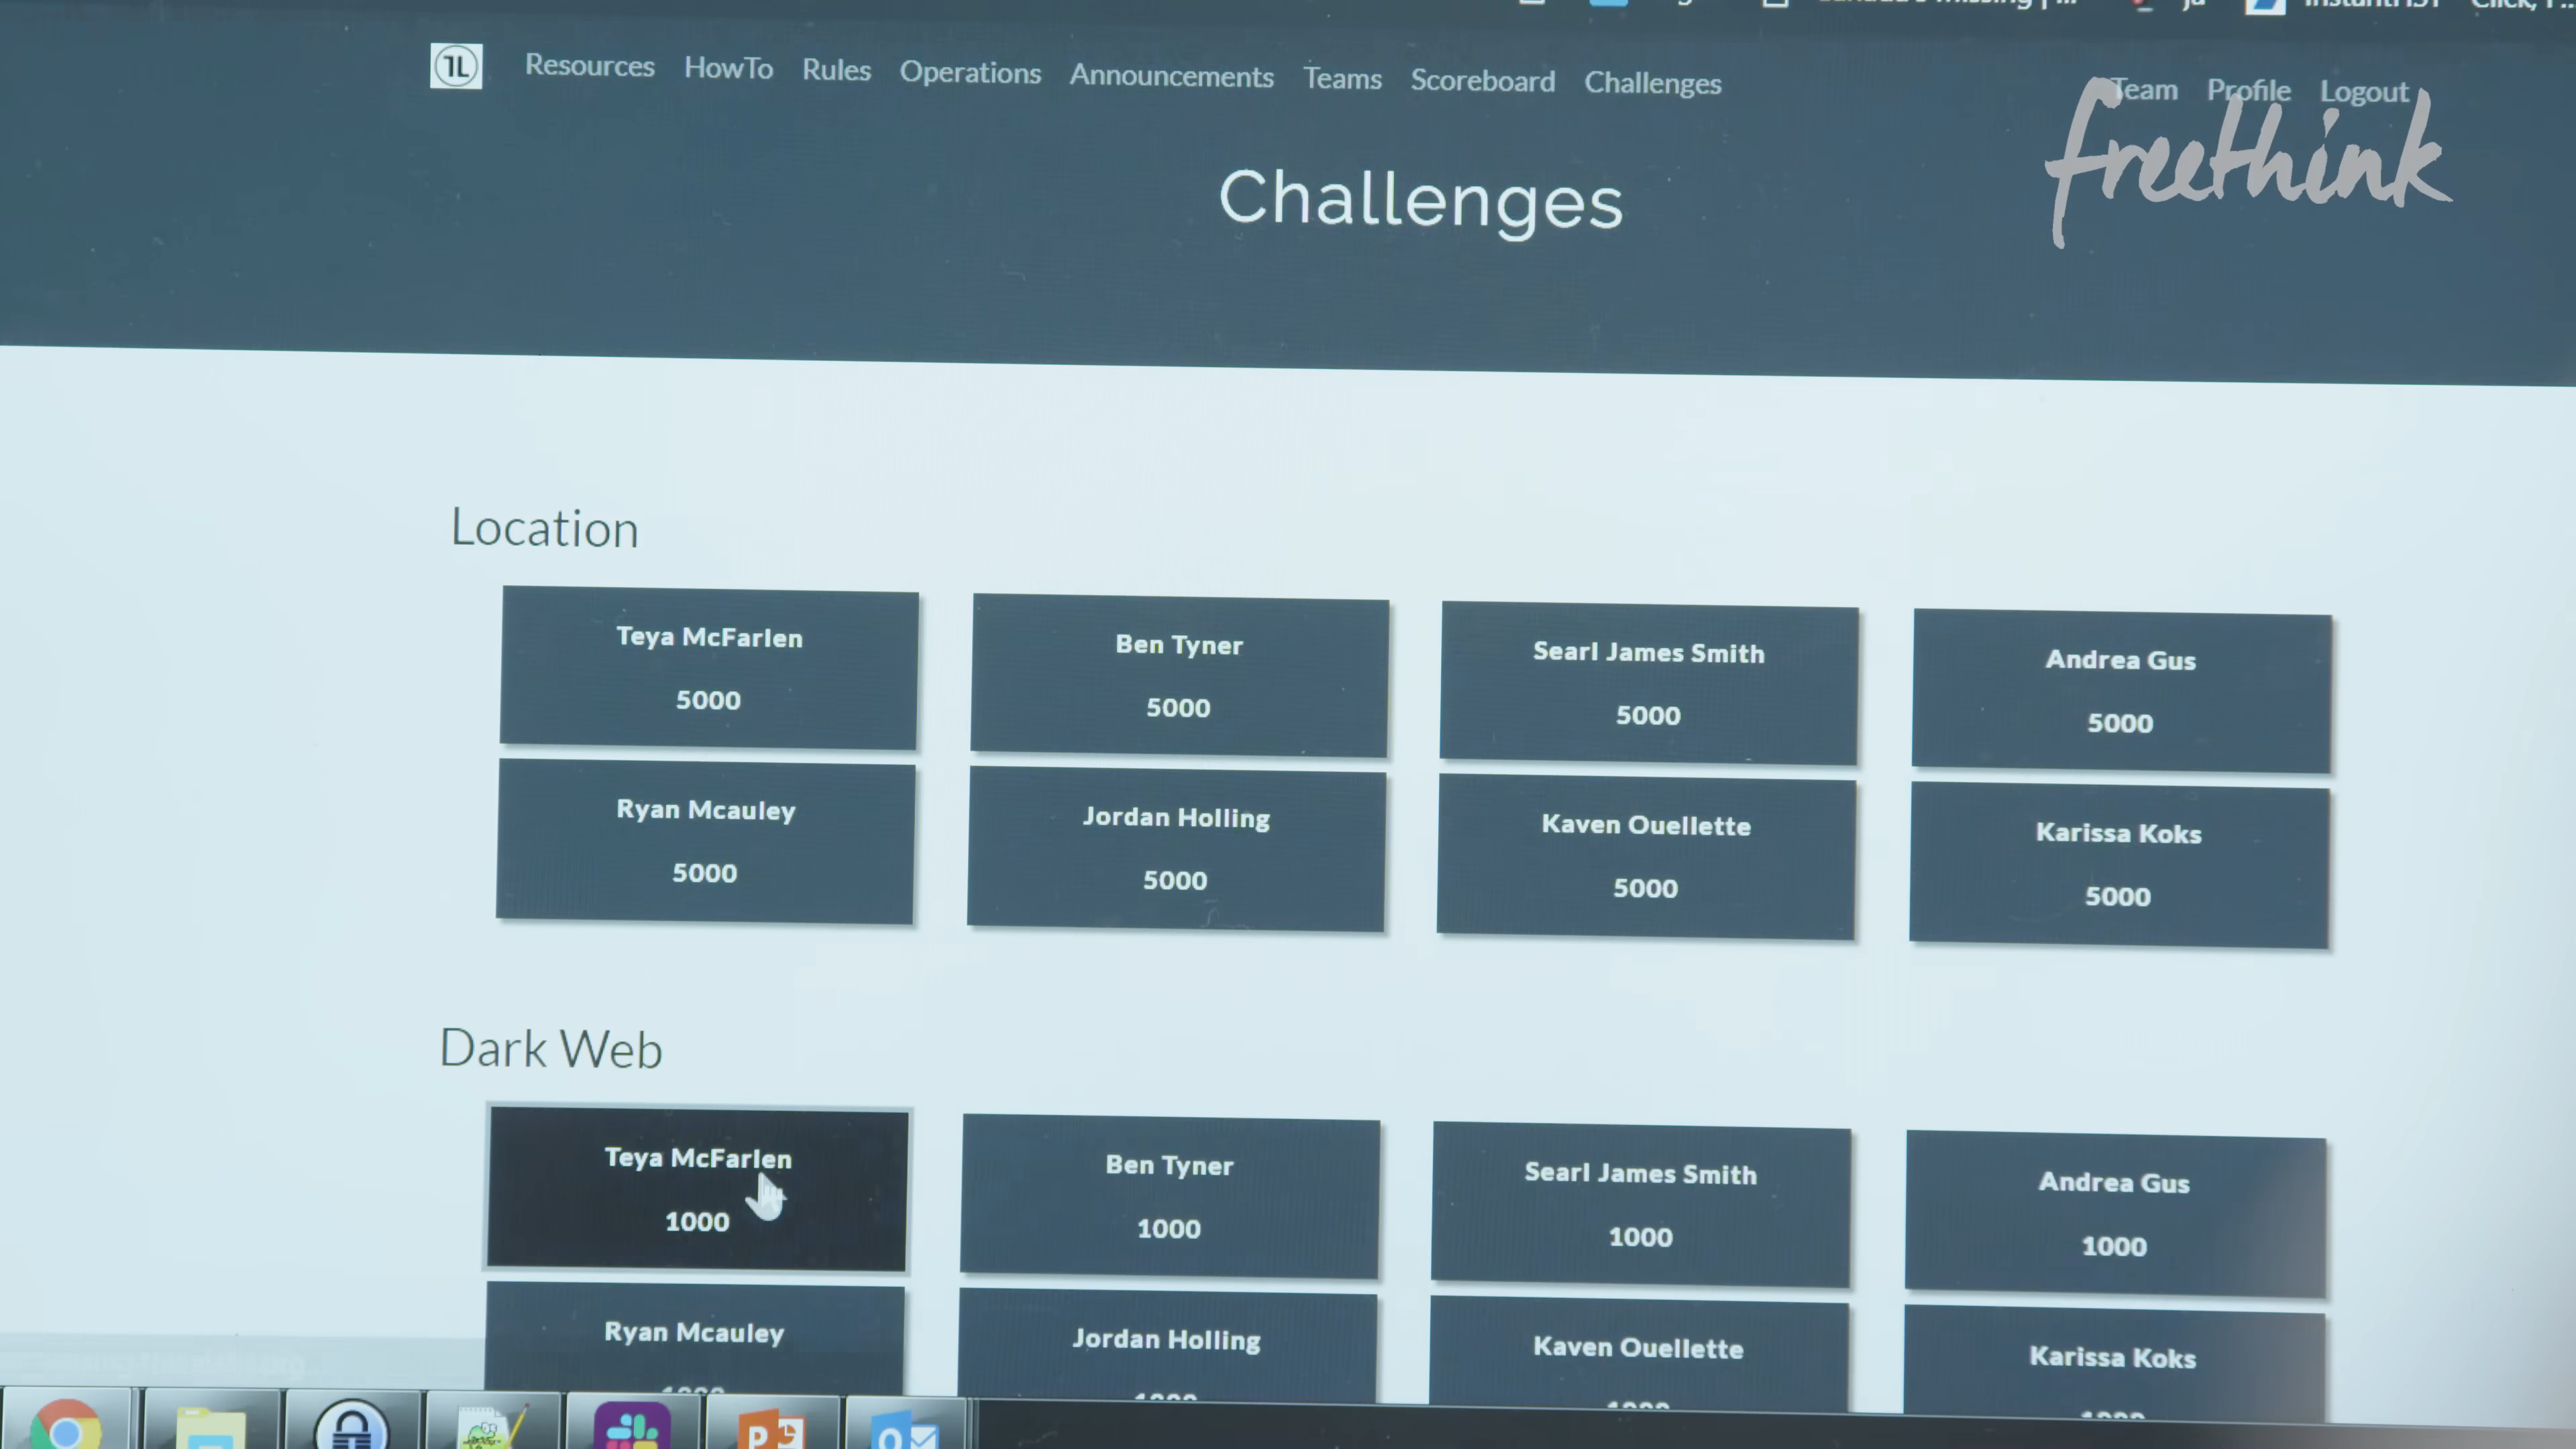 TL Resources HowTo Rules Operations Announcements Teams Scoreboard Challenges Team Profile Logout
freethink
Challenges
Location
Teya McFarlen Ben Tyner Searl James Smith Andrea Gus
5000 5000 5000 5000
Ryan Mcauley Jordan Holling Kaven Ouellette Karissa Koks
5000 5000 5000 5000
Dark Web
Teya McFarlen Ben Tyner Searl James Smith Andrea Gus
1000 1000 1000 1000
Ryan Mcauley Jordan Holling Kaven Ouellette Karissa Koks